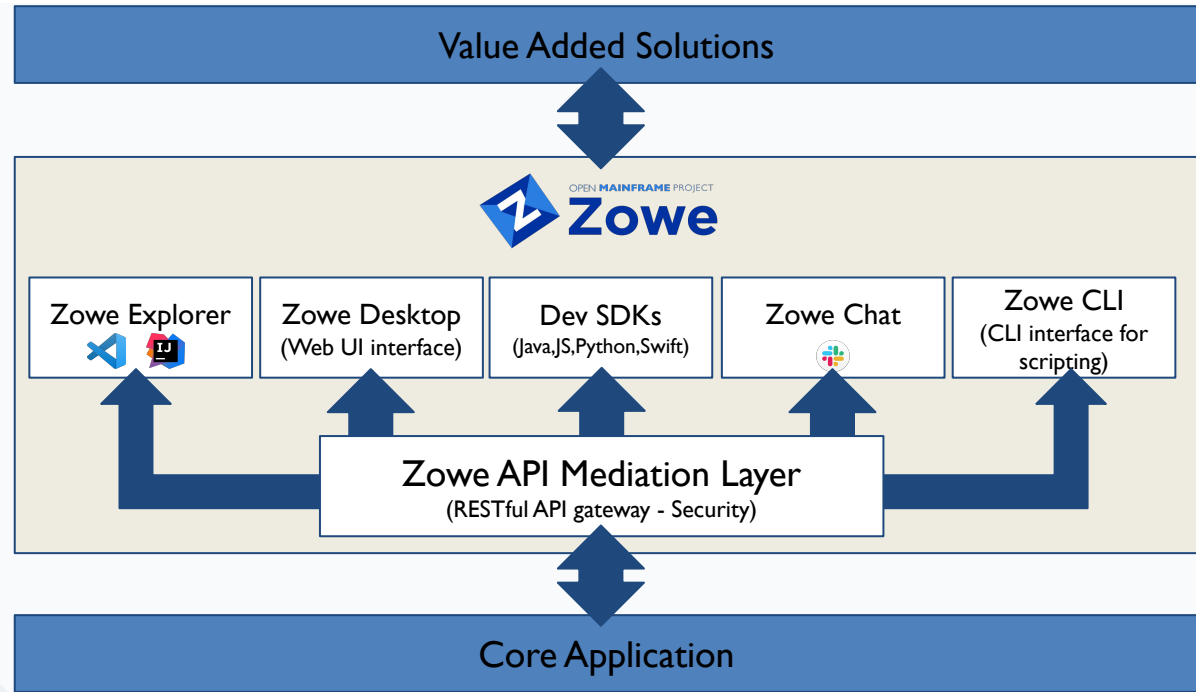 Value Added Solutions
OPEN MAINFRAME PROJECT
Zowe
Zowe Explorer
IJ
Zowe Desktop
(Web UI interface)
Dev SDKs
(Java,JS,Python,Swift)
Zowe Chat
Zowe CLI
(CLI interface for
scripting)
Zowe API Mediation Layer
(RESTful API gateway - Security)
Core Application